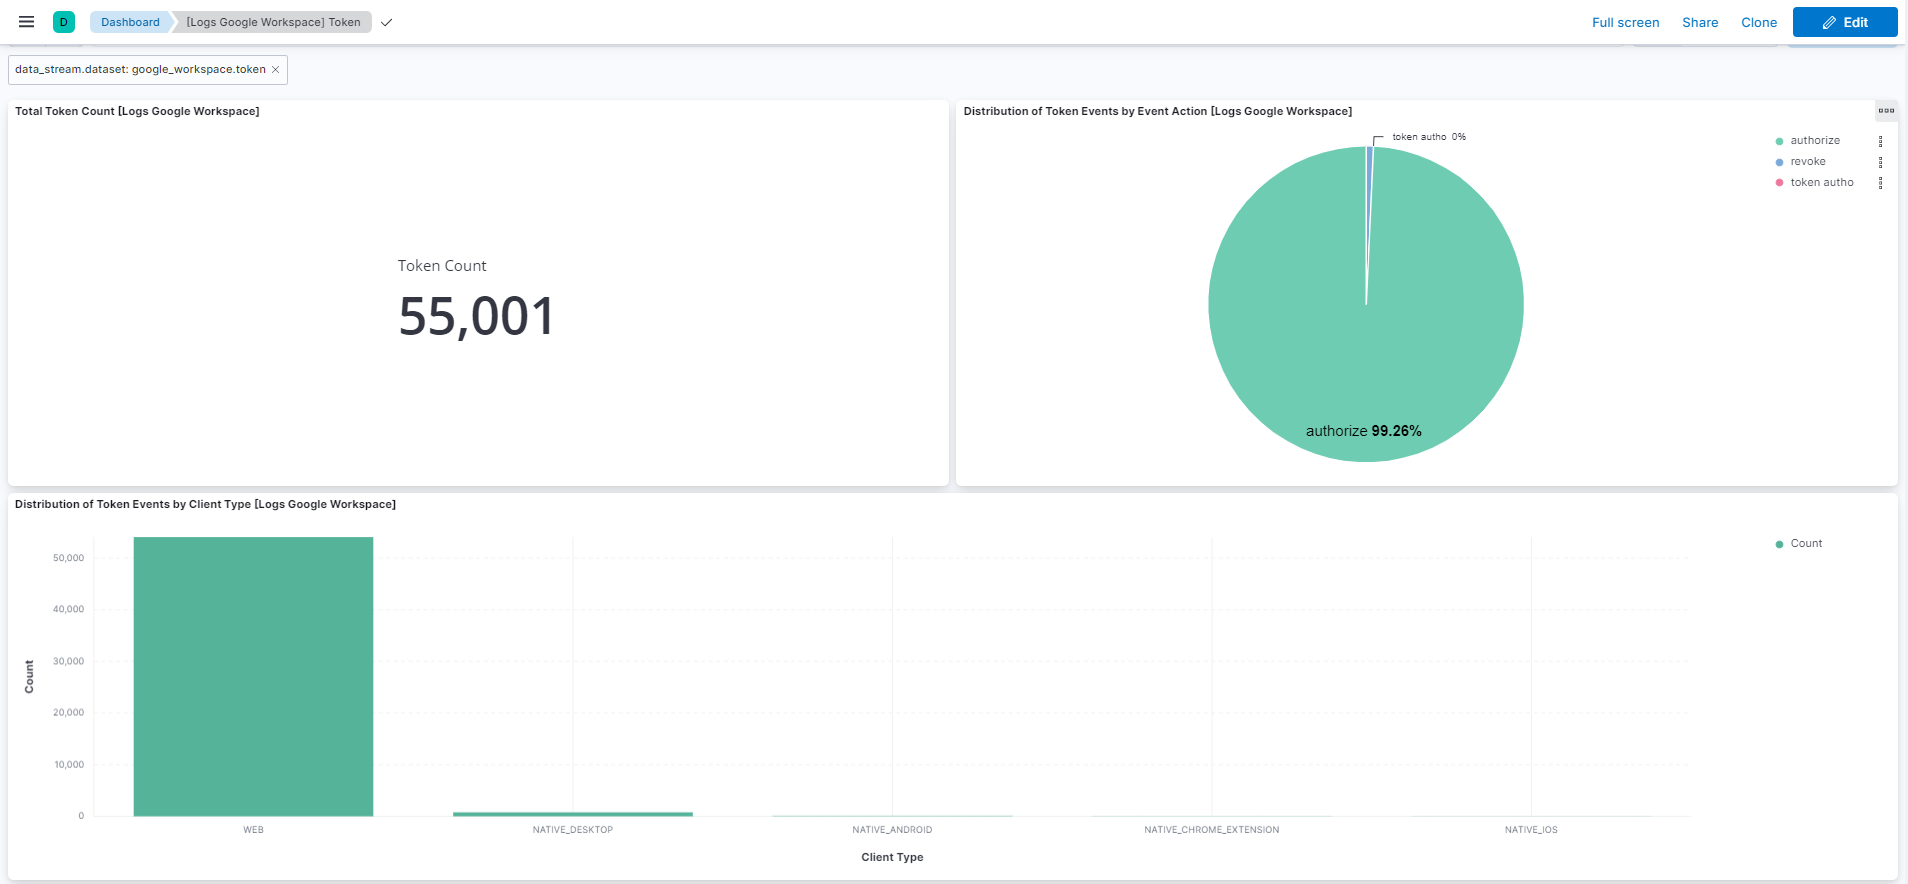 D Dashboard [Logs Google Workspace] Token Full screen Share Clone Edit
data_stream.dataset: google_workspace.token
Total Token Count [Logs Google Workspace]
Token Count
55,001
Distribution of Token Events by Event Action [Logs Google Workspace]
token autho 0%
authorize
revoke
token autho
authorize 99.26%
Distribution of Token Events by Client Type [Logs Google Workspace]
Count
50,000
40,000
30,000
20,000
10,000
0
Count
WEB NATIVE_DESKTOP NATIVE_ANDROID NATIVE_CHROME_EXTENSION NATIVE_IOS
Client Type